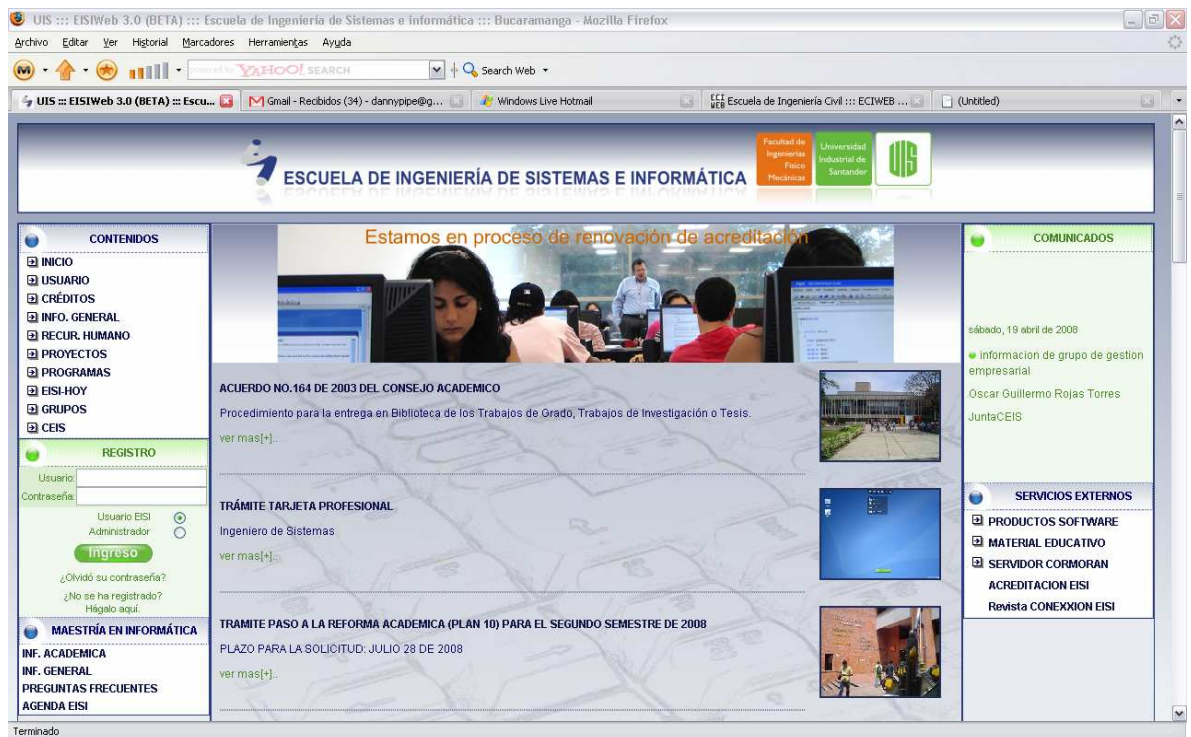 UIS ::: EISIWeb 3.0 (BETA) ::: Escuela de Ingeniería de Sistemas e informática ::: Bucaramanga - Mozilla Firefox
Archivo Editar Ver Historial Marcadores Herramientas Ayuda
powered by YAHOO! SEARCH Search Web
UIS ::: EISIWeb 3.0 (BETA) ::: Escu... Gmail - Recibidos (34) - dannypipe@g... Windows Live Hotmail ECI WEB Escuela de Ingeniería Civil ::: ECIWEB ... (Untitled)
ESCUELA DE INGENIERÍA DE SISTEMAS E INFORMÁTICA
Facultad de
Ingenierías
Físico
Mecánicas
Universidad
Industrial de
Santander
UIS
CONTENIDOS
INICIO
USUARIO
CRÉDITOS
INFO. GENERAL
RECUR. HUMANO
PROYECTOS
PROGRAMAS
EISI-HOY
GRUPOS
CEIS
REGISTRO
Usuario:
Contraseña:
Usuario EISI
Administrador
Ingreso
¿Olvidó su contraseña?
¿No se ha registrado?
Hágalo aquí.
MAESTRÍA EN INFORMÁTICA
INF. ACADEMICA
INF. GENERAL
PREGUNTAS FRECUENTES
AGENDA EISI
Estamos en proceso de renovación de acreditación
ACUERDO NO.164 DE 2003 DEL CONSEJO ACADEMICO
Procedimiento para la entrega en Biblioteca de los Trabajos de Grado, Trabajos de Investigación o Tesis.
ver mas[+]..
TRÁMITE TARJETA PROFESIONAL
Ingeniero de Sistemas
ver mas[+]..
TRAMITE PASO A LA REFORMA ACADEMICA (PLAN 10) PARA EL SEGUNDO SEMESTRE DE 2008
PLAZO PARA LA SOLICITUD: JULIO 28 DE 2008
ver mas[+]..
COMUNICADOS
sábado, 19 abril de 2008
informacion de grupo de gestion
empresarial
Oscar Guillermo Rojas Torres
JuntaCEIS
SERVICIOS EXTERNOS
PRODUCTOS SOFTWARE
MATERIAL EDUCATIVO
SERVIDOR CORMORAN
ACREDITACION EISI
Revista CONEXXION EISI
Terminado